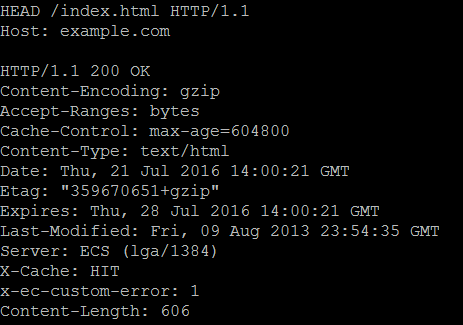 HEAD /index.html HTTP/1.1
Host: example.com

HTTP/1.1 200 OK
Content-Encoding: gzip
Accept-Ranges: bytes
Cache-Control: max-age=604800
Content-Type: text/html
Date: Thu, 21 Jul 2016 14:00:21 GMT
Etag: "359670651+gzip"
Expires: Thu, 28 Jul 2016 14:00:21 GMT
Last-Modified: Fri, 09 Aug 2013 23:54:35 GMT
Server: ECS (lga/1384)
X-Cache: HIT
x-ec-custom-error: 1
Content-Length: 606